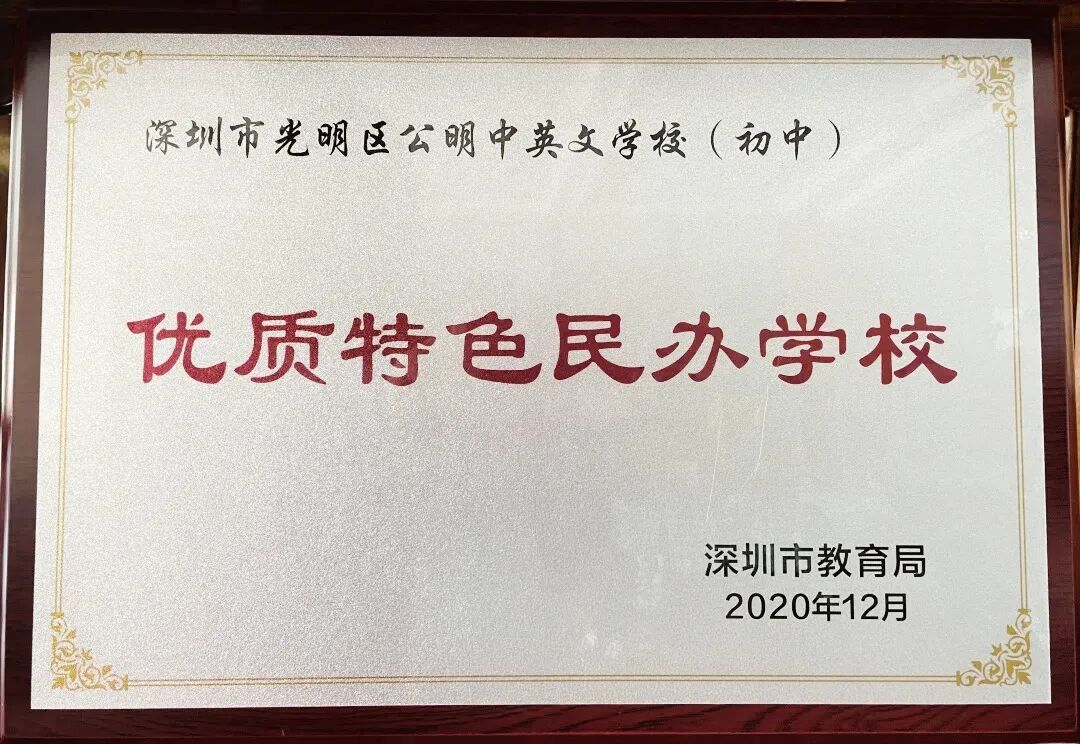 深圳市光明区公明中英文学校（初中）
优质特色民办学校
深圳市教育局
2020年12月